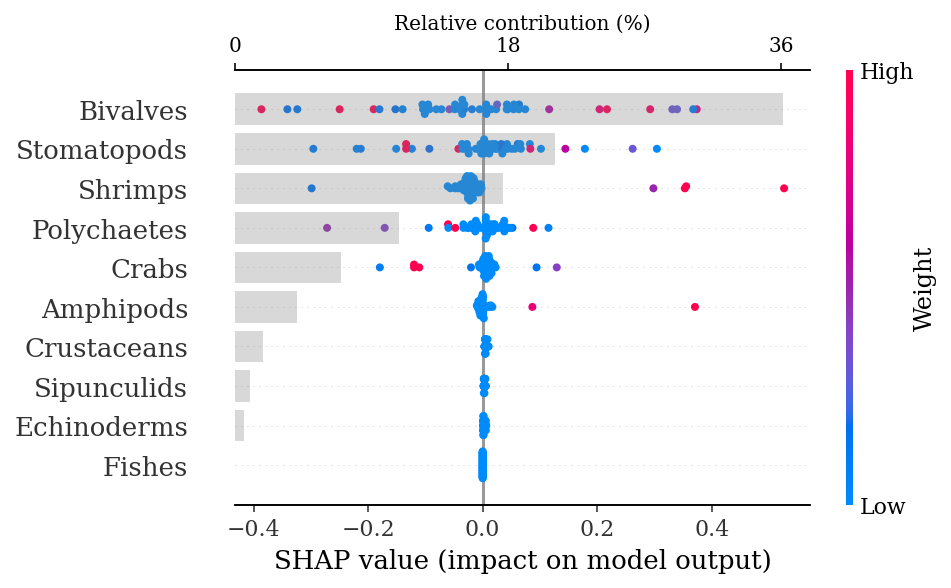 Relative contribution (%)
0 18 36
High
Bivalves
Stomatopods
Shrimps
Polychaetes
Crabs
Amphipods
Crustaceans
Sipunculids
Echinoderms
Fishes
Weight
Low
−0.4 −0.2 0.0 0.2 0.4
SHAP value (impact on model output)